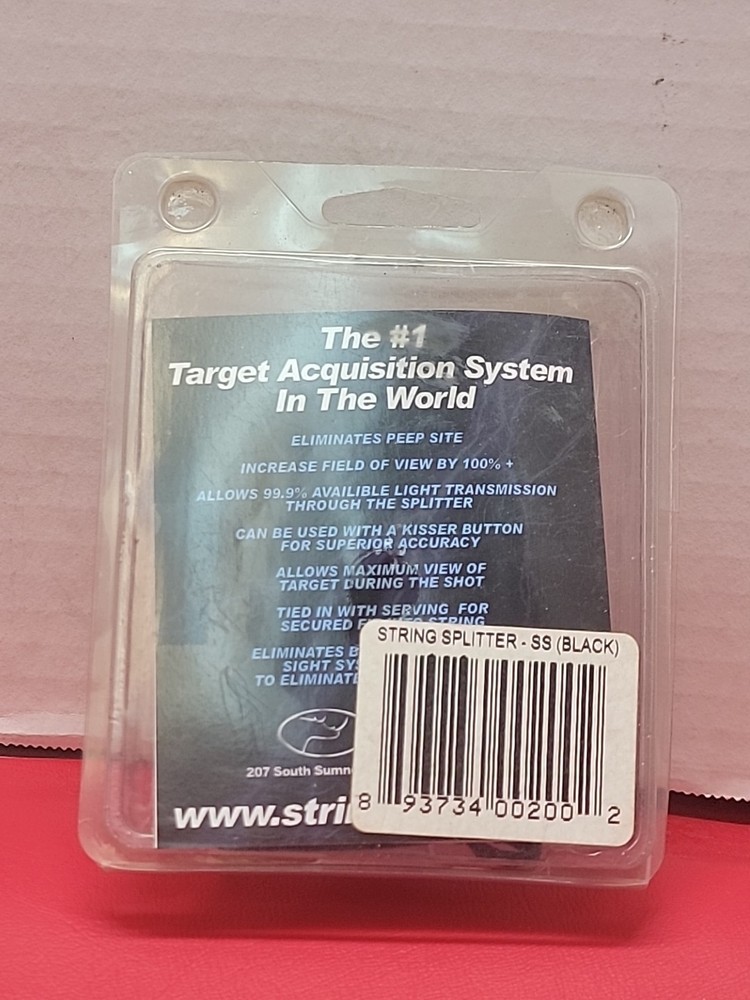 The #1
Target Acquisition System
In The World
ELIMINATES PEEP SITE
INCREASE FIELD OF VIEW BY 100% +
ALLOWS 99.9% AVAILIBLE LIGHT TRANSMISSION
THROUGH THE SPLITTER
CAN BE USED WITH A KISSER BUTTON
FOR SUPERIOR ACCURACY
ALLOWS MAXIMUM VIEW OF
TARGET DURING THE SHOT
TIED IN WITH SERVING FOR
SECURED STRING
ELIMINATES
SIGHT
TO ELIMINATE
STRING SPLITTER - SS (BLACK)
8 93734 00200 2
207 South
www.stri